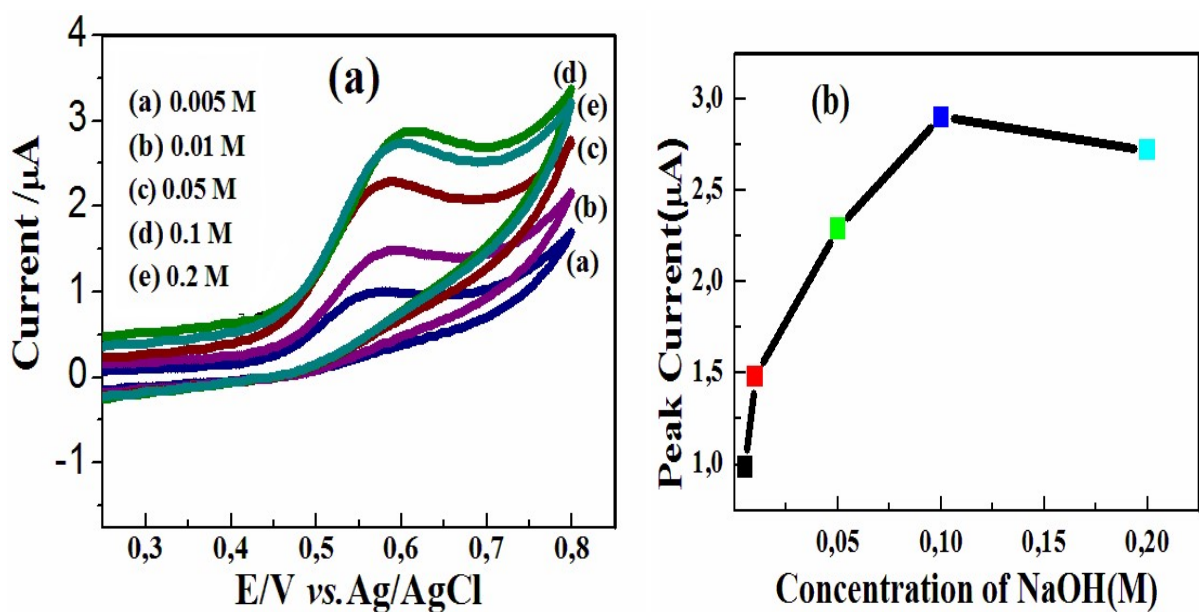 4
3
2
1
0
-1
Current /µA
(a)
(a) 0.005 M
(b) 0.01 M
(c) 0.05 M
(d) 0.1 M
(e) 0.2 M
(d)
(e)
(c)
(b)
(a)
0,3 0,4 0,5 0,6 0,7 0,8
E/V vs.Ag/AgCl
(b)
3,0
2,5
2,0
1,5
1,0
Peak Current(µA)
0,05 0,10 0,15 0,20
Concentration of NaOH(M)